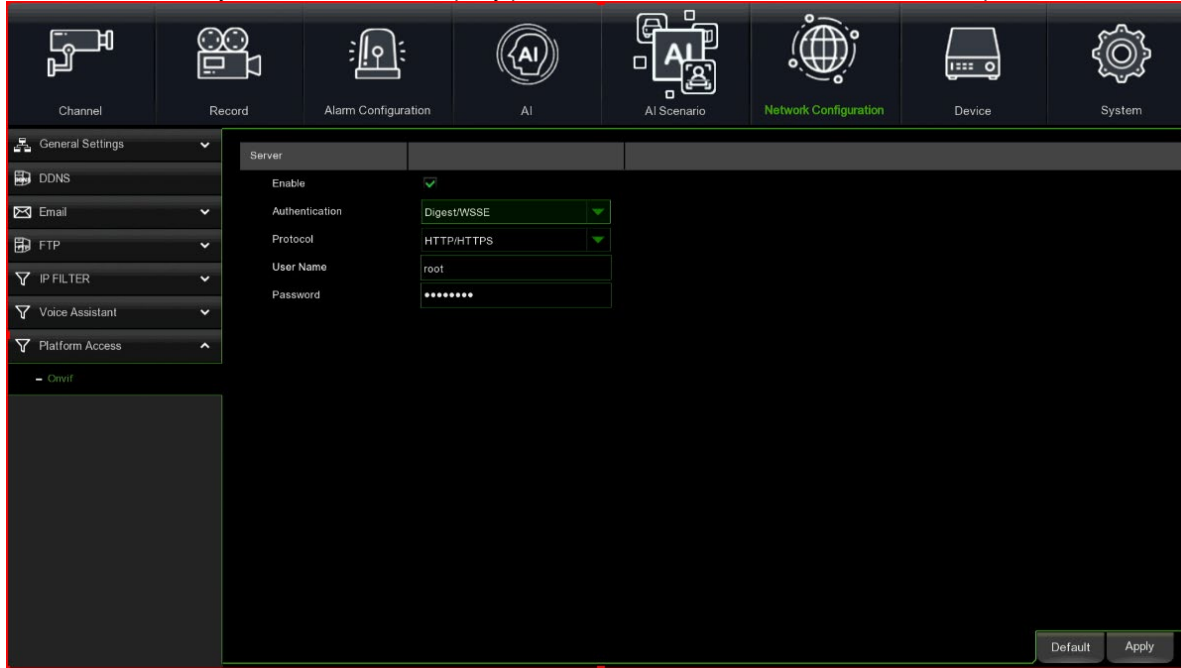 Channel
Record
Alarm Configuration
AI
AI Scenario
Network Configuration
Device
System
General Settings
DDNS
Email
FTP
IP FILTER
Voice Assistant
Platform Access
Onvif
Server
Enable
Authentication Digest/WSSE
Protocol HTTP/HTTPS
User Name root
Password ••••••••
Default Apply